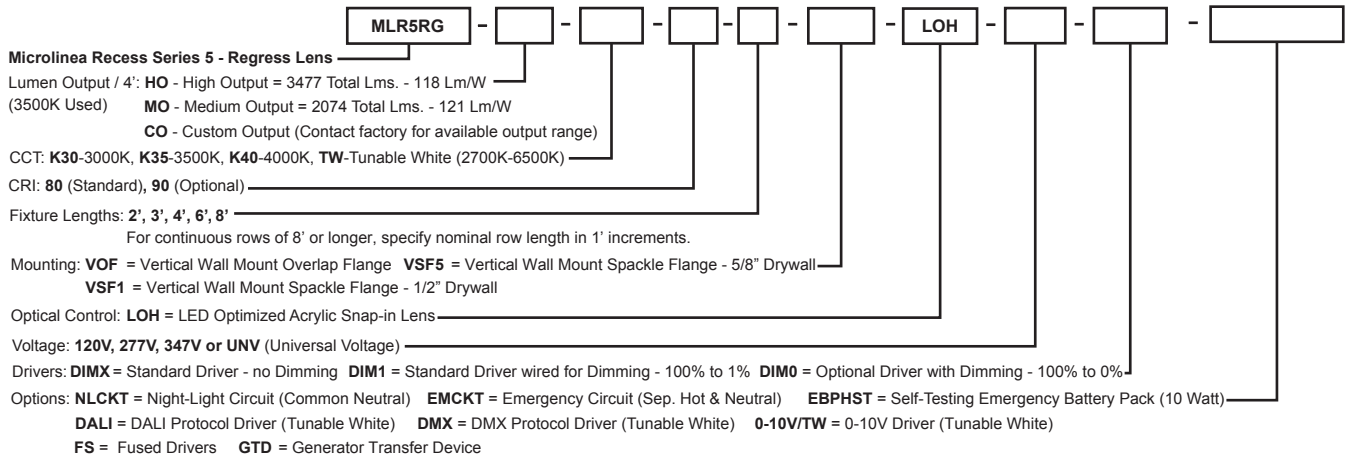 MLR5RG - - - - - - LOH - - -
Microlinea Recess Series 5 - Regress Lens
Lumen Output / 4’: HO - High Output = 3477 Total Lms. - 118 Lm/W
(3500K Used) MO - Medium Output = 2074 Total Lms. - 121 Lm/W
CO - Custom Output (Contact factory for available output range)
CCT: K30-3000K, K35-3500K, K40-4000K, TW-Tunable White (2700K-6500K)
CRI: 80 (Standard), 90 (Optional)
Fixture Lengths: 2’, 3’, 4’, 6’, 8’
For continuous rows of 8’ or longer, specify nominal row length in 1’ increments.
Mounting: VOF = Vertical Wall Mount Overlap Flange VSF5 = Vertical Wall Mount Spackle Flange - 5/8” Drywall
VSF1 = Vertical Wall Mount Spackle Flange - 1/2” Drywall
Optical Control: LOH = LED Optimized Acrylic Snap-in Lens
Voltage: 120V, 277V, 347V or UNV (Universal Voltage)
Drivers: DIMX = Standard Driver - no Dimming DIM1 = Standard Driver wired for Dimming - 100% to 1% DIM0 = Optional Driver with Dimming - 100% to 0%
Options: NLCKT = Night-Light Circuit (Common Neutral) EMCKT = Emergency Circuit (Sep. Hot & Neutral) EBPHST = Self-Testing Emergency Battery Pack (10 Watt)
DALI = DALI Protocol Driver (Tunable White) DMX = DMX Protocol Driver (Tunable White) 0-10V/TW = 0-10V Driver (Tunable White)
FS = Fused Drivers GTD = Generator Transfer Device